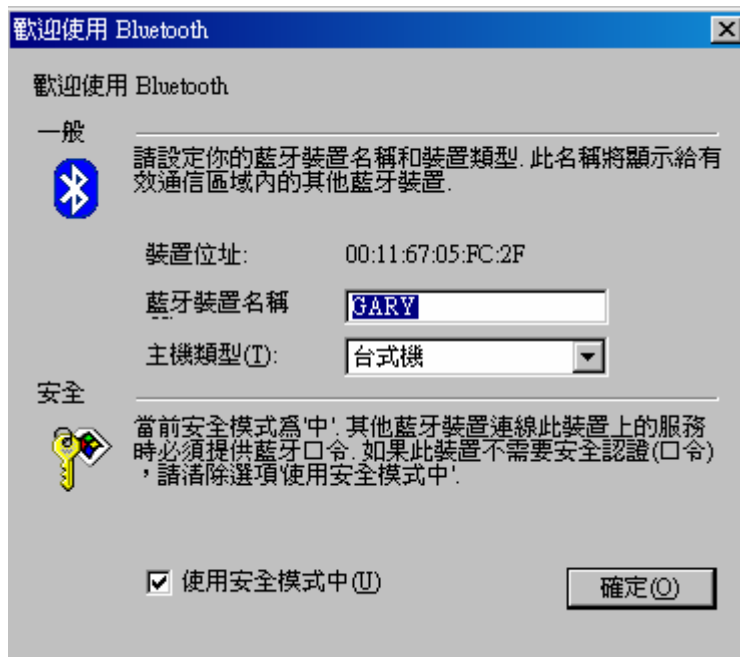 歡迎使用 Bluetooth
歡迎使用 Bluetooth
一般
請設定你的藍牙裝置名稱和裝置類型. 此名稱將顯示給有
效通信區域內的其他藍牙裝置.
裝置位址: 00:11:67:05:FC:2F
藍牙裝置名稱 GARY
主機類型(T): 台式機
安全
當前安全模式爲'中'. 其他藍牙裝置連線此裝置上的服務
時必須提供藍牙口令. 如果此裝置不需要安全認證(口令)
，請清除選項'使用安全模式中'.
使用安全模式中(U) 確定(O)